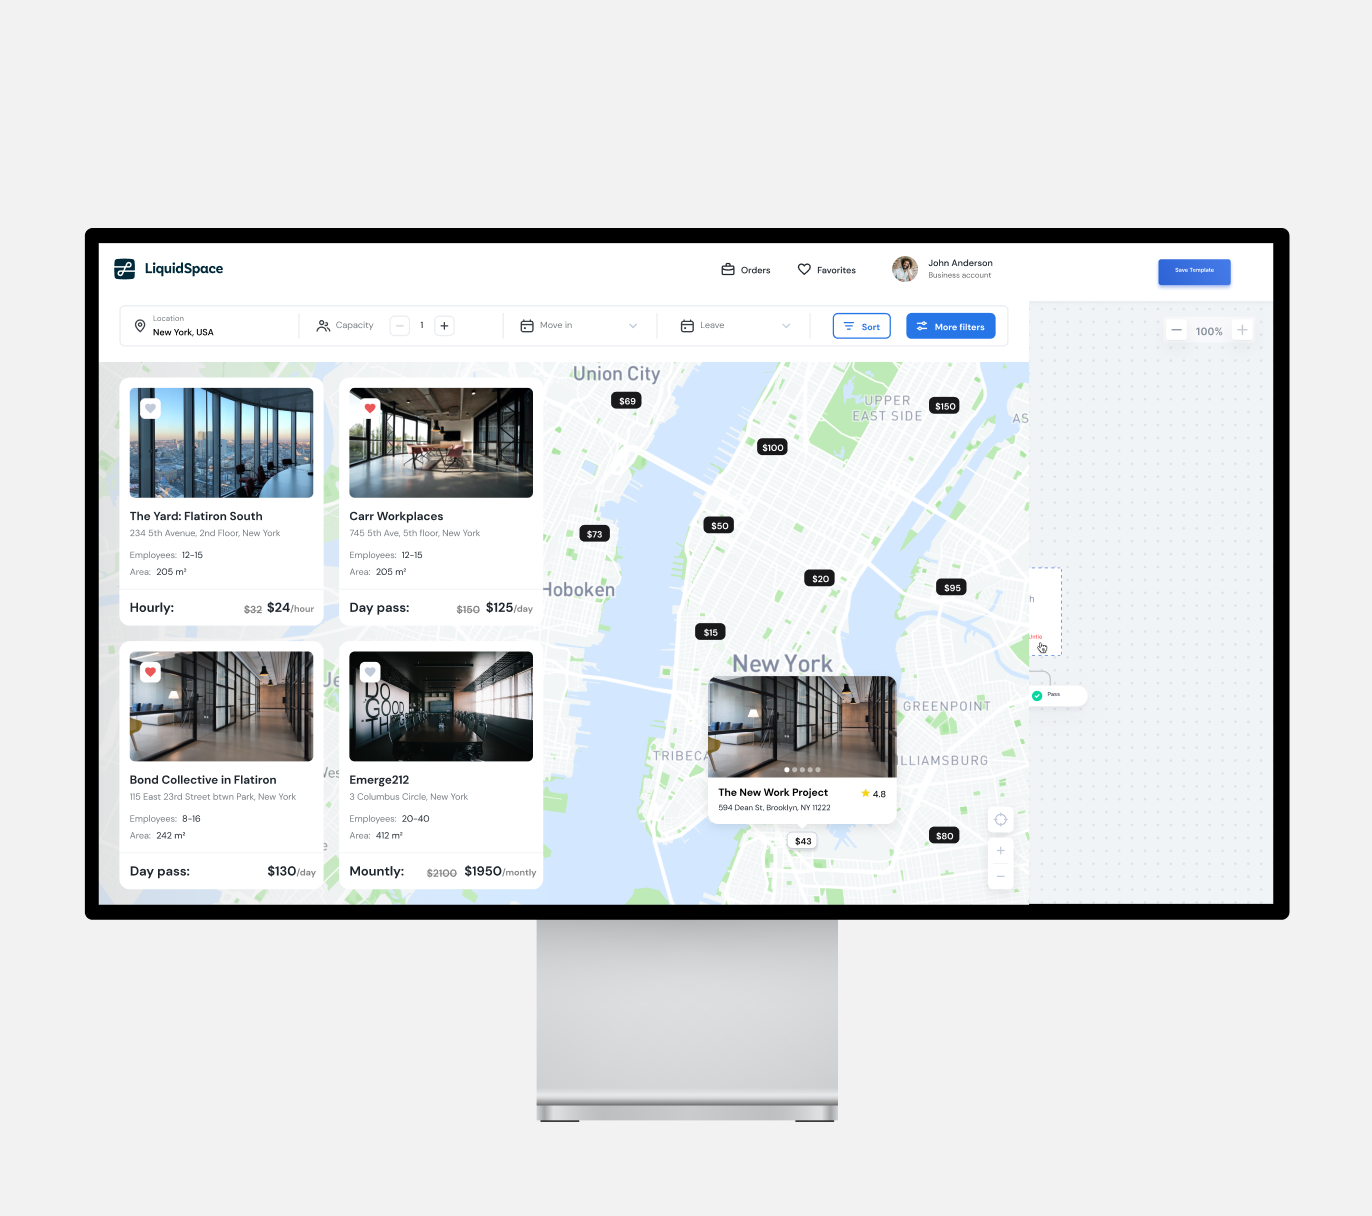 LiquidSpace
Orders
Favorites
John Anderson
Business account
Save Template
Location
New York, USA
Capacity
1
Move in
Leave
Sort
More filters
100%
The Yard: Flatiron South
234 5th Avenue, 2nd Floor, New York
Employees: 12-15
Area: 205 m²
Hourly: $32 $24/hour
Carr Workplaces
745 5th Ave, 5th floor, New York
Employees: 12-15
Area: 205 m²
Day pass: $150 $125/day
DO
GOOD
Bond Collective in Flatiron
115 East 23rd Street btwn Park, New York
Employees: 8-16
Area: 242 m²
Day pass: $130/day
Emerge212
3 Columbus Circle, New York
Employees: 20-40
Area: 412 m²
Mountly: $2100 $1950/montly
Union City
$69
UPPER
EAST SIDE
$150
AS
$100
$50
$73
$20
Hoboken
$95
$15
New York
GREENPOINT
TRIBECA
ILLIAMSBURG
The New Work Project
4.8
594 Dean St, Brooklyn, NY 11222
$43
$80
h
Pass